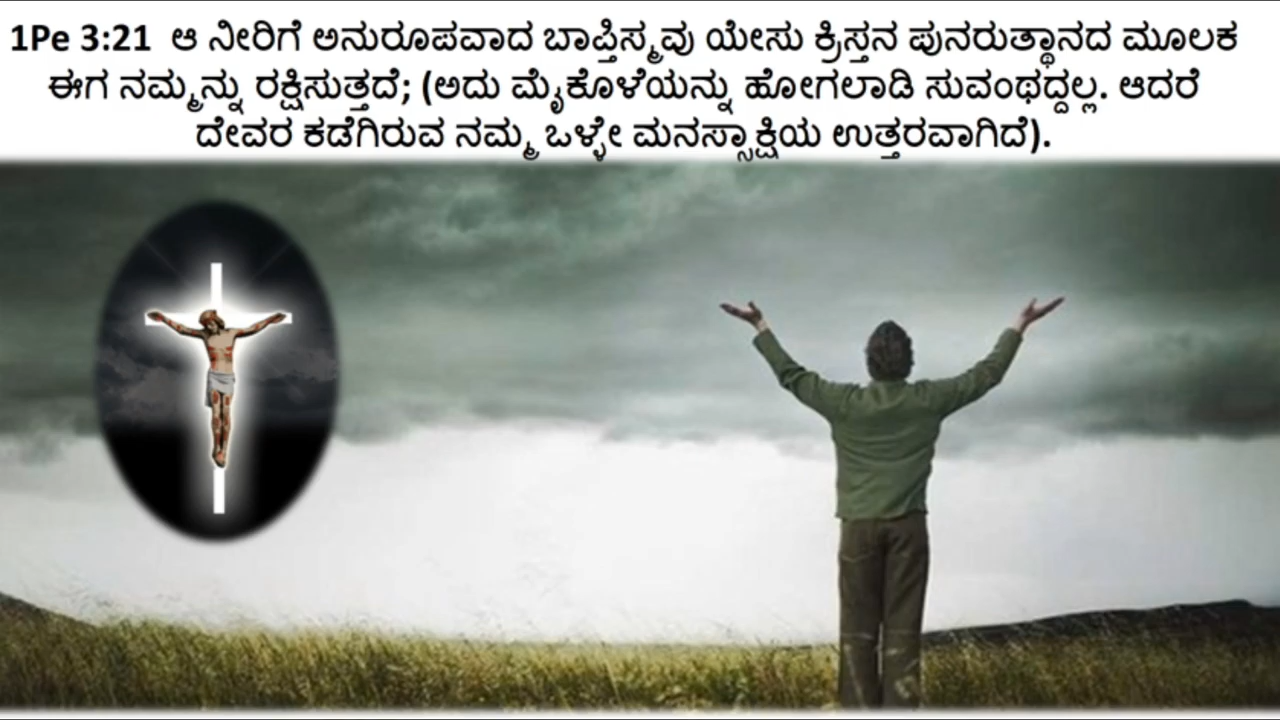 1Pe 3:21 ಆ ನೀರಿಗೆ ಅನುರೂಪವಾದ ಬಾಪ್ತಿಸ್ಮವು ಯೇಸು ಕ್ರಿಸ್ತನ ಪುನರುತ್ಥಾನದ ಮೂಲಕ
ಈಗ ನಮ್ಮನ್ನು ರಕ್ಷಿಸುತ್ತದೆ; (ಅದು ಮೈಕೊಳೆಯನ್ನು ಹೋಗಲಾಡಿ ಸುವಂಥದ್ದಲ್ಲ. ಆದರೆ
ದೇವರ ಕಡೆಗಿರುವ ನಮ್ಮ ಒಳ್ಳೇ ಮನಸ್ಸಾಕ್ಷಿಯ ಉತ್ತರವಾಗಿದೆ).